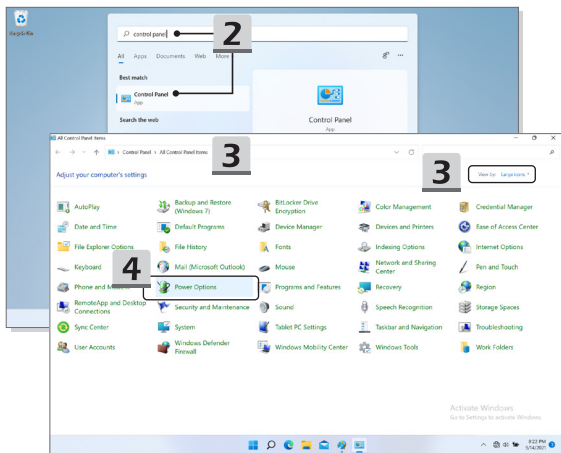 Recycle Bin
control panel
2
All Apps Documents Web More
Best match
Control Panel
App
Search the web
Control Panel
App
All Control Panel Items
3
Control Panel > All Control Panel Items
3
Adjust your computer's settings
View by: Large icons
AutoPlay
Backup and Restore (Windows 7)
BitLocker Drive Encryption
Color Management
Credential Manager
Date and Time
Default Programs
Device Manager
Devices and Printers
Ease of Access Center
File Explorer Options
File History
Fonts
Indexing Options
Internet Options
Keyboard
4
Mail (Microsoft Outlook)
Mouse
Network and Sharing Center
Pen and Touch
Phone and
Power Options
Programs and Features
Recovery
Region
RemoteApp and Desktop Connections
Security and Maintenance
Sound
Speech Recognition
Storage Spaces
Sync Center
System
Tablet PC Settings
Taskbar and Navigation
Troubleshooting
User Accounts
Windows Defender Firewall
Windows Mobility Center
Windows Tools
Work Folders
Activate Windows
Go to Settings to activate Windows.
8:22 PM
9/14/2021